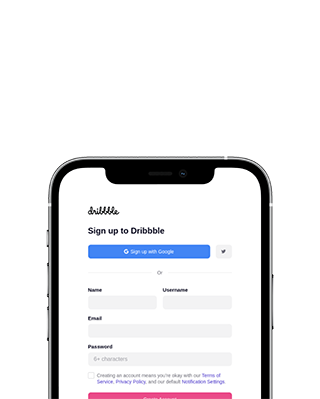 dribbble
Sign up to Dribbble
G Sign up with Google
Or
Name Username
Email
Password
6+ characters
Creating an account means you're okay with our Terms of
Service, Privacy Policy, and our default Notification Settings.